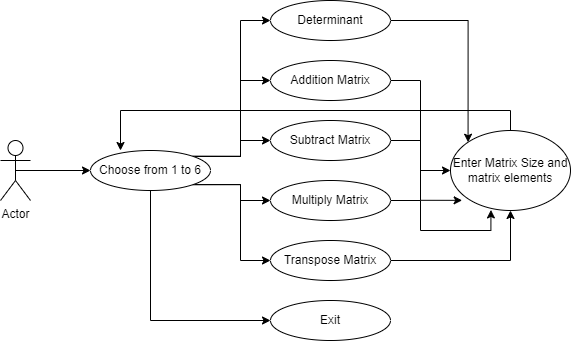 Determinant
Addition Matrix
Subtract Matrix
Choose from 1 to 6
Enter Matrix Size and
matrix elements
Multiply Matrix
Actor
Transpose Matrix
Exit